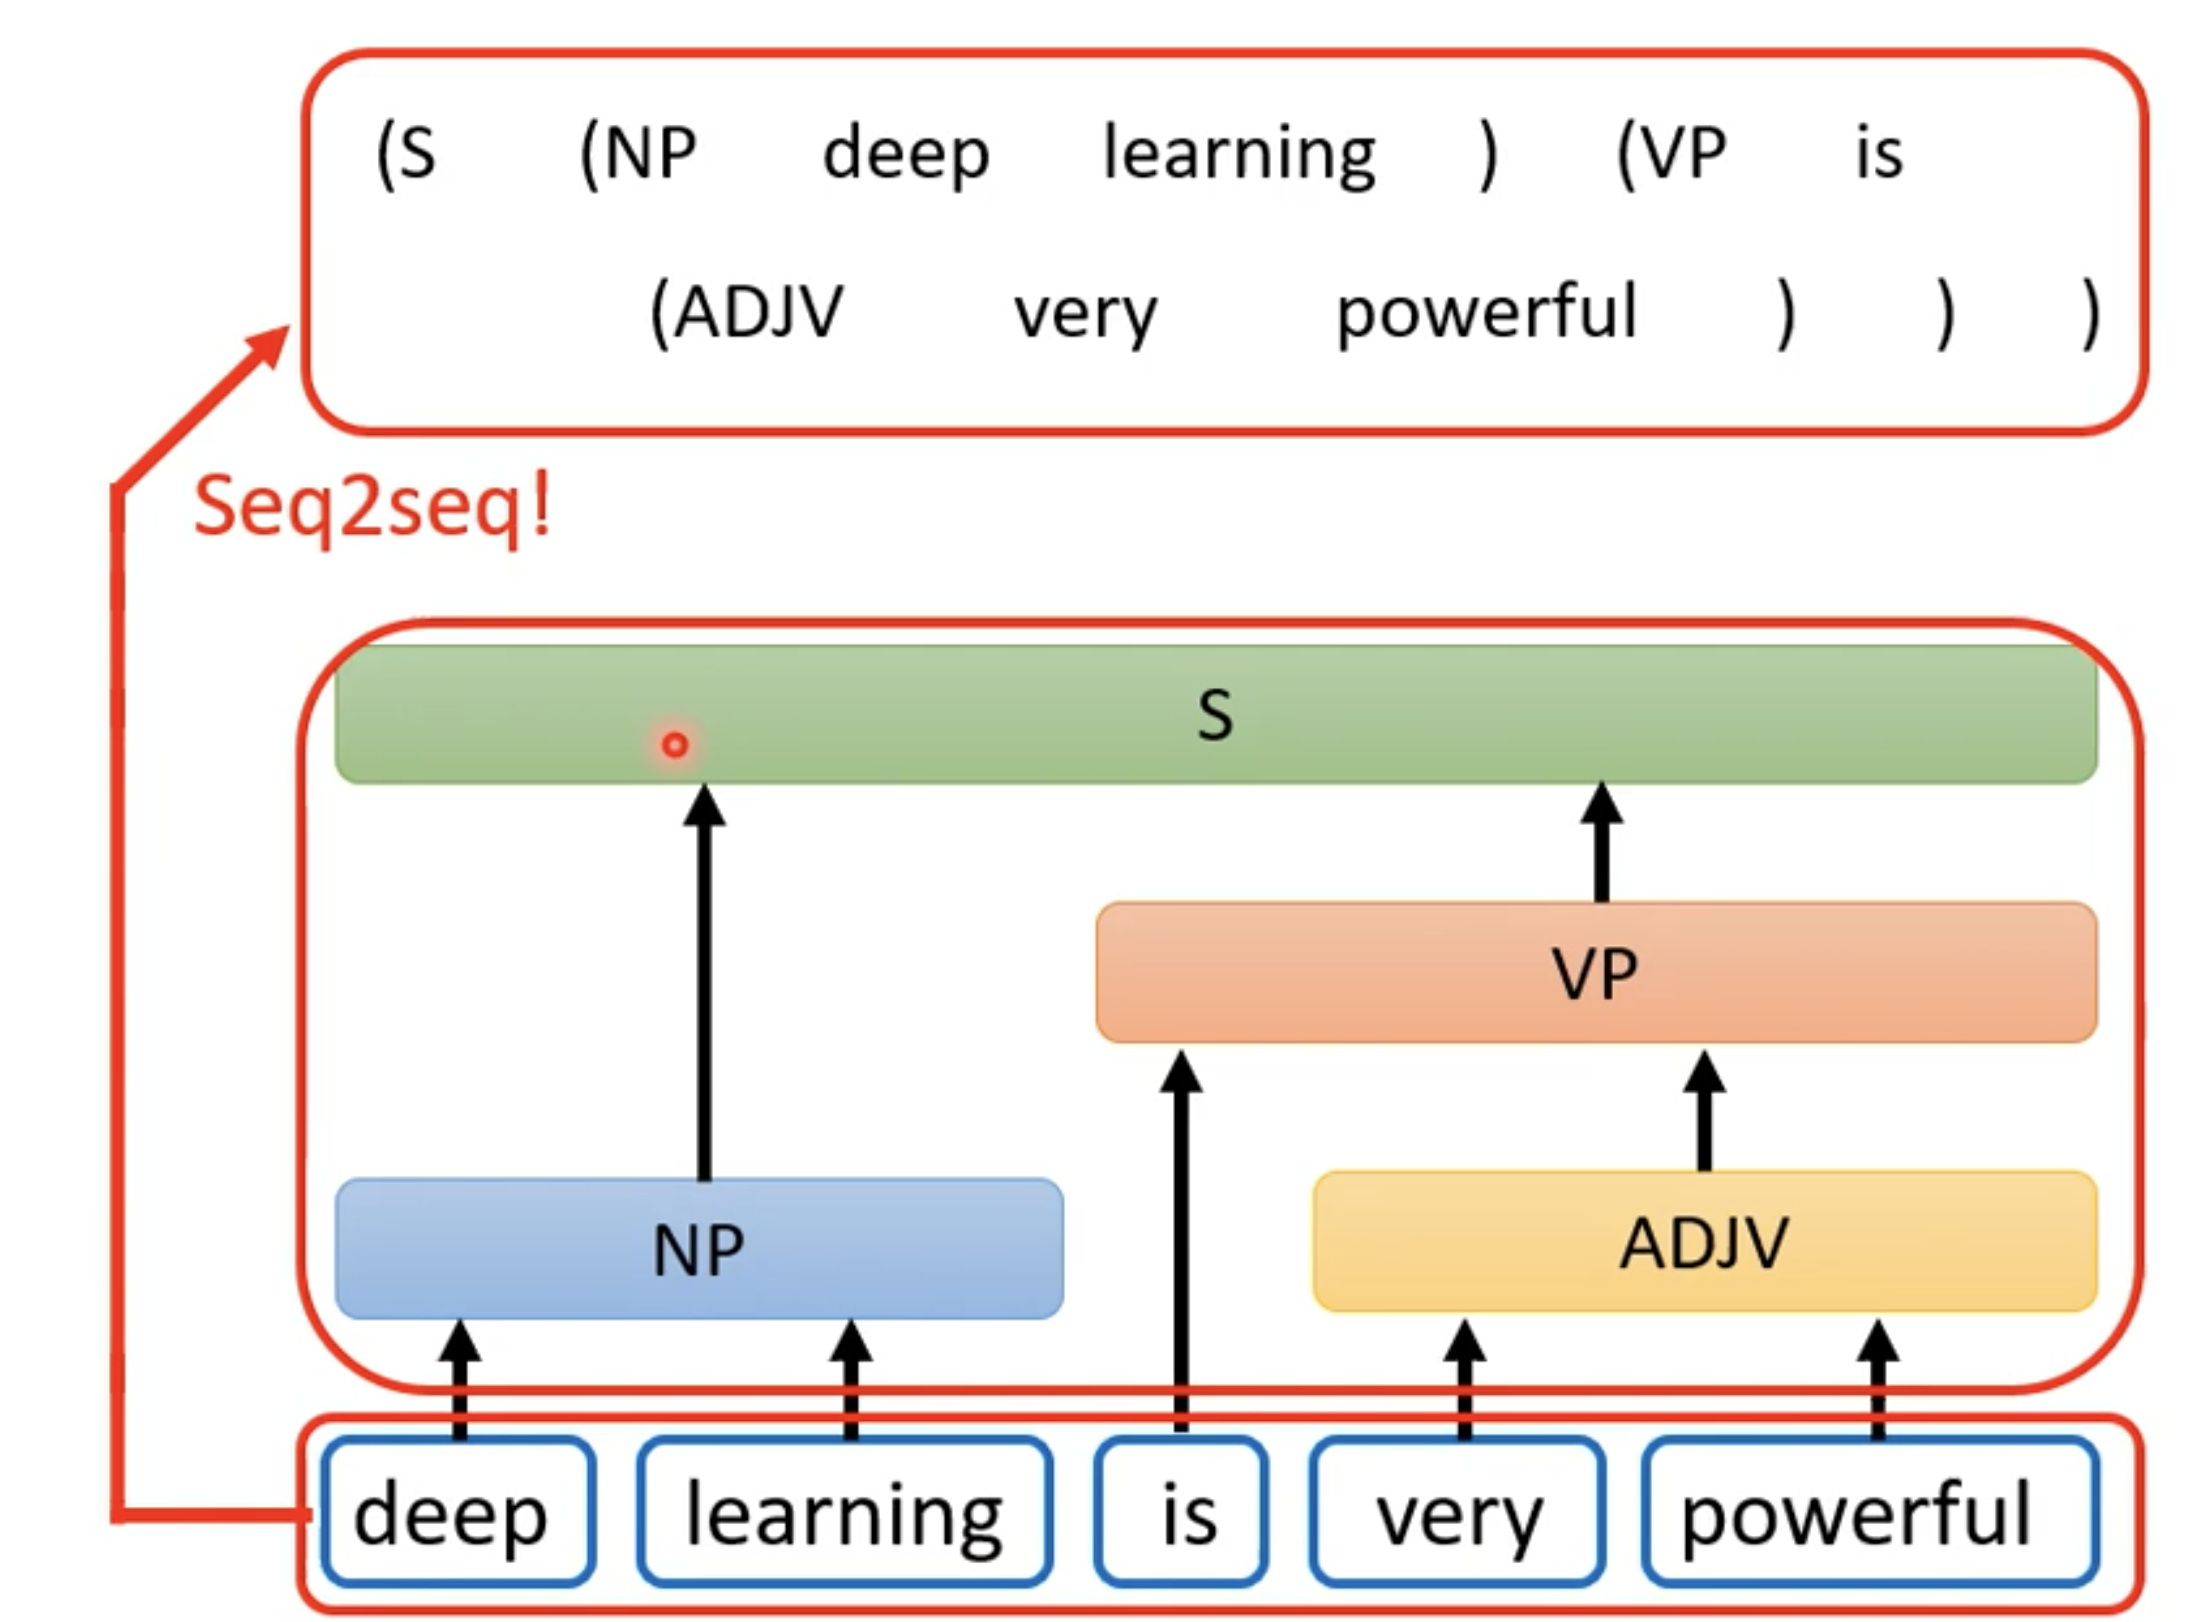 (S (NP deep learning ) (VP is
(ADJV very powerful ) ) )
Seq2seq!
S
VP
NP ADJV
deep learning is very powerful